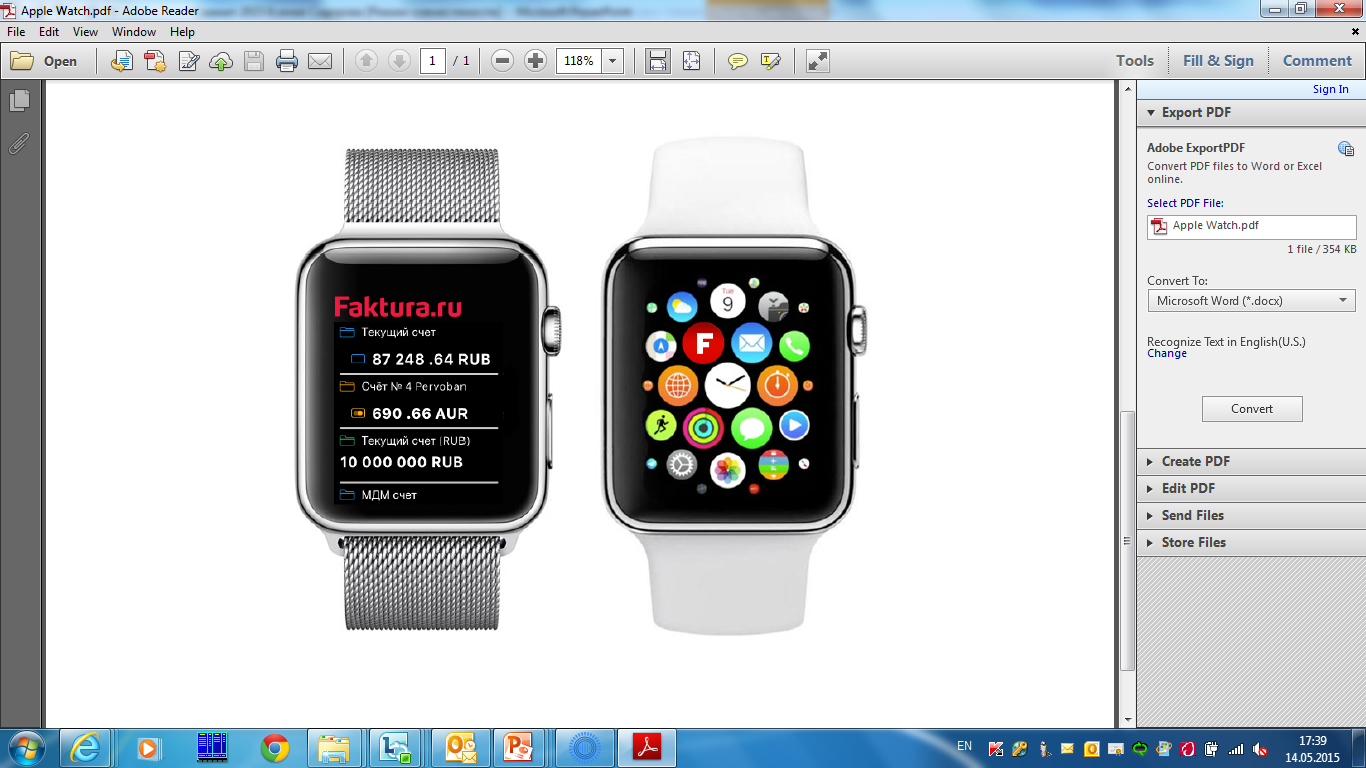 Apple Watch.pdf - Adobe Reader
File Edit View Window Help
Open
1 / 1
118%
Tools
Fill & Sign
Comment
Sign In
Export PDF
Adobe ExportPDF
Convert PDF files to Word or Excel
online.
Select PDF File:
Apple Watch.pdf
1 file / 354 KB
Convert To:
Microsoft Word (*.docx)
Recognize Text in English(U.S.)
Change
Convert
Create PDF
Edit PDF
Send Files
Store Files
Faktura.ru
Текущий счет
87 248 .64 RUB
Счёт № 4 Pervoban
690 .66 AUR
Текущий счет (RUB)
10 000 000 RUB
МДМ счет
Tue
9
F
EN
17:39
14.05.2015